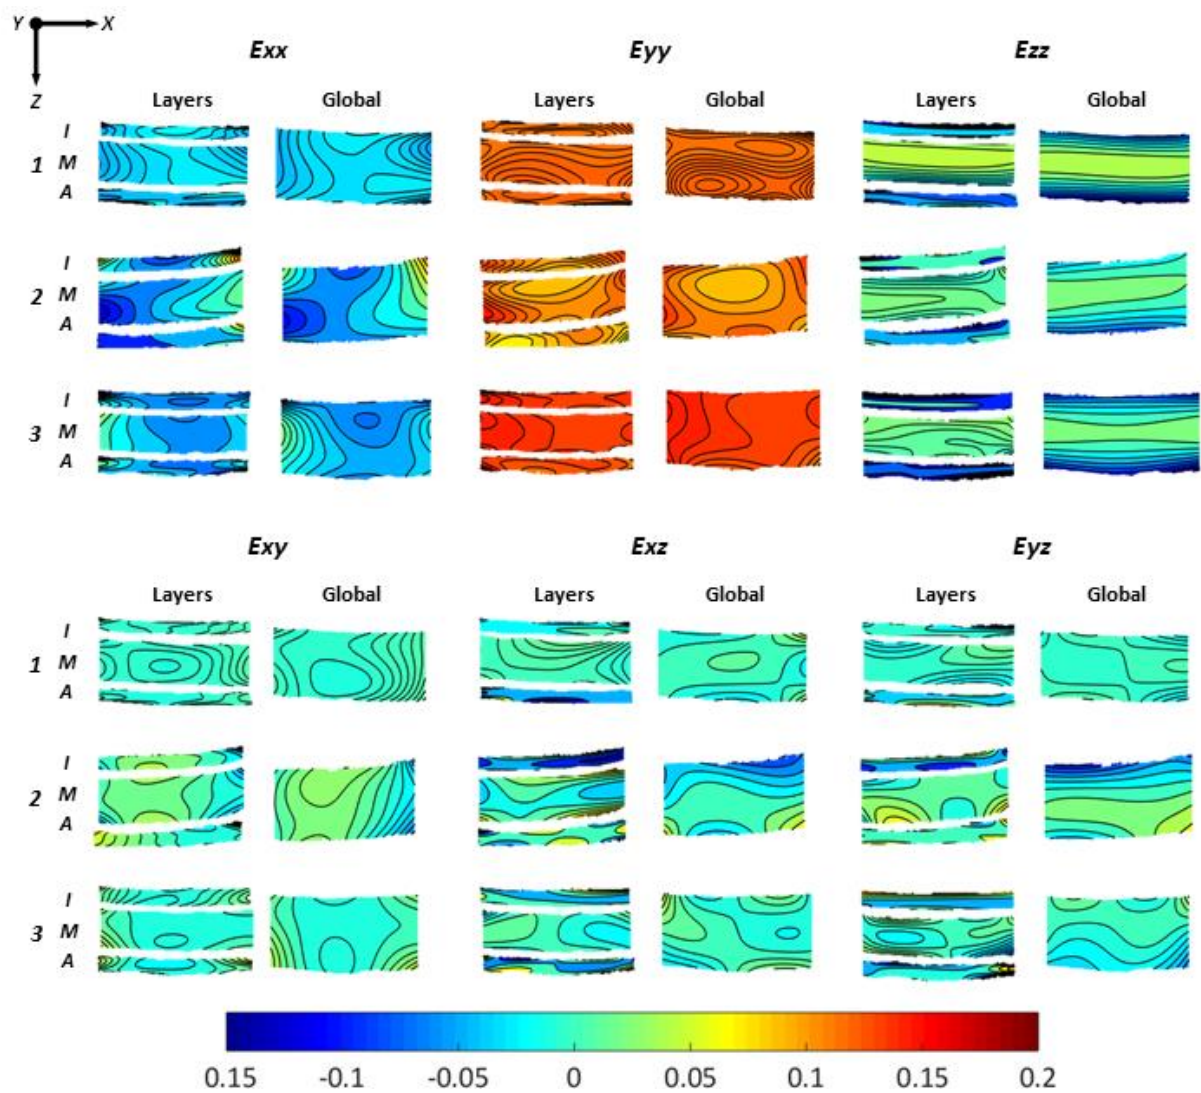 Y X
Z
Exx Eyy Ezz
Layers Global Layers Global Layers Global
I
1 M
A
I
2 M
A
I
3 M
A
Exy Exz Eyz
Layers Global Layers Global Layers Global
I
1 M
A
I
2 M
A
I
3 M
A
0.15 -0.1 -0.05 0 0.05 0.1 0.15 0.2